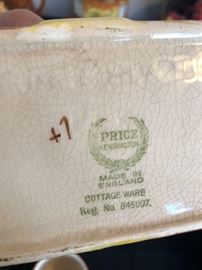 +1
PRICE
KENSINGTON
MADE IN
ENGLAND
COTTAGE WARE
Reg. No 845007.